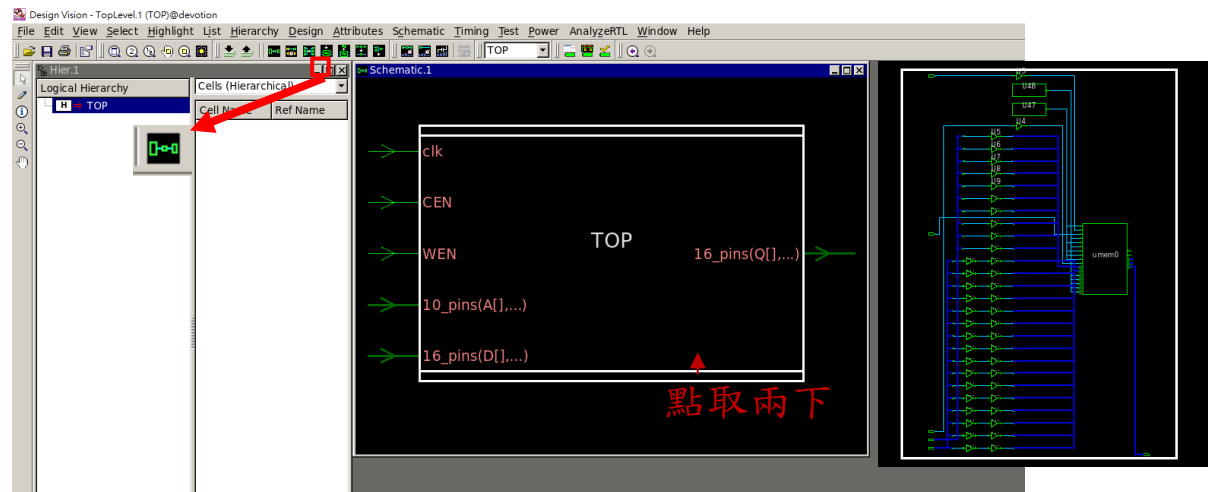 Design Vision - TopLevel.1 (TOP)@devotion
File Edit View Select Highlight List Hierarchy Design Attributes Schematic Timing Test Power AnalyzeRTL Window Help
TOP
Hier.1
Logical Hierarchy
H TOP
Cells (Hierarchical)
Cell Name Ref Name
Schematic.1
clk
CEN
WEN
10_pins(A[],...)
16_pins(D[],...)
TOP
16_pins(Q[],...)
點取兩下
U3
U48
U47
U4
U5
U6
U7
U8
U9
umem0